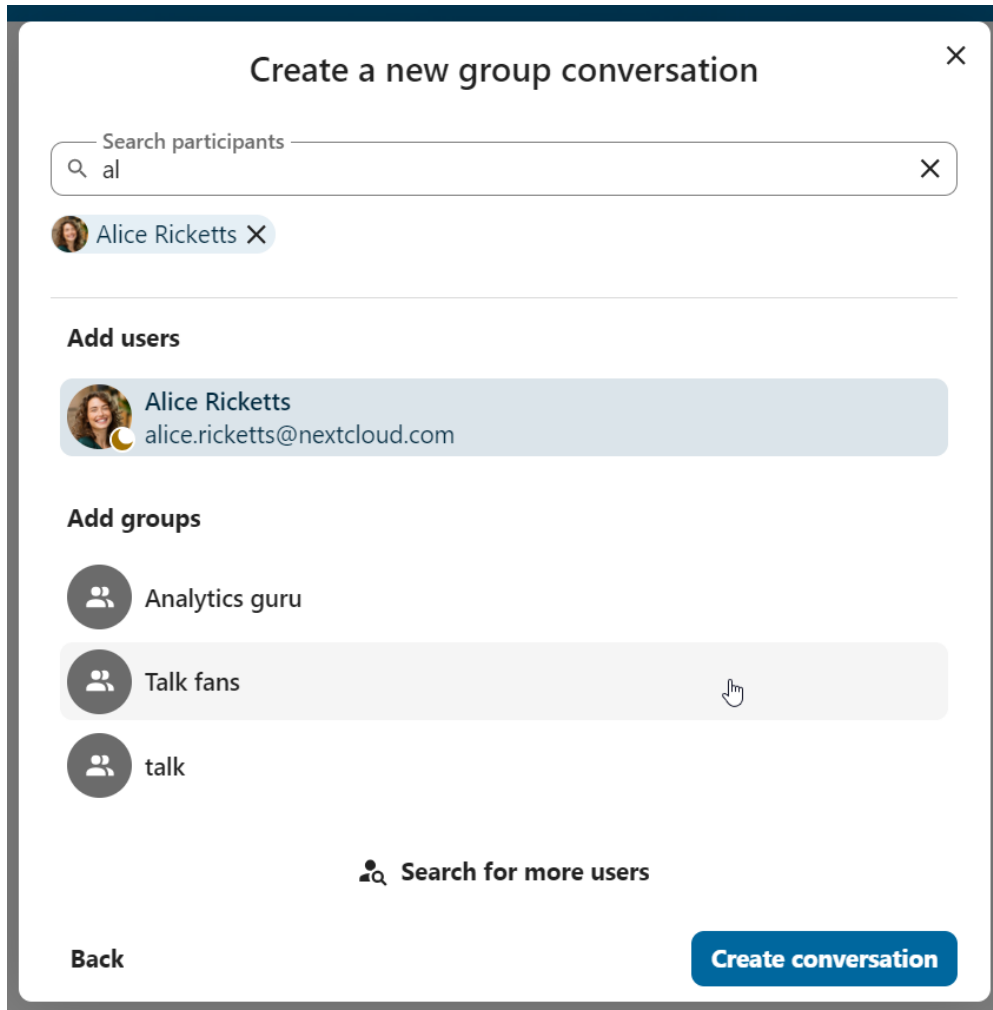 Create a new group conversation
Search participants
al
Alice Ricketts
Add users
Alice Ricketts
alice.ricketts@nextcloud.com
Add groups
Analytics guru
Talk fans
talk
Search for more users
Back
Create conversation